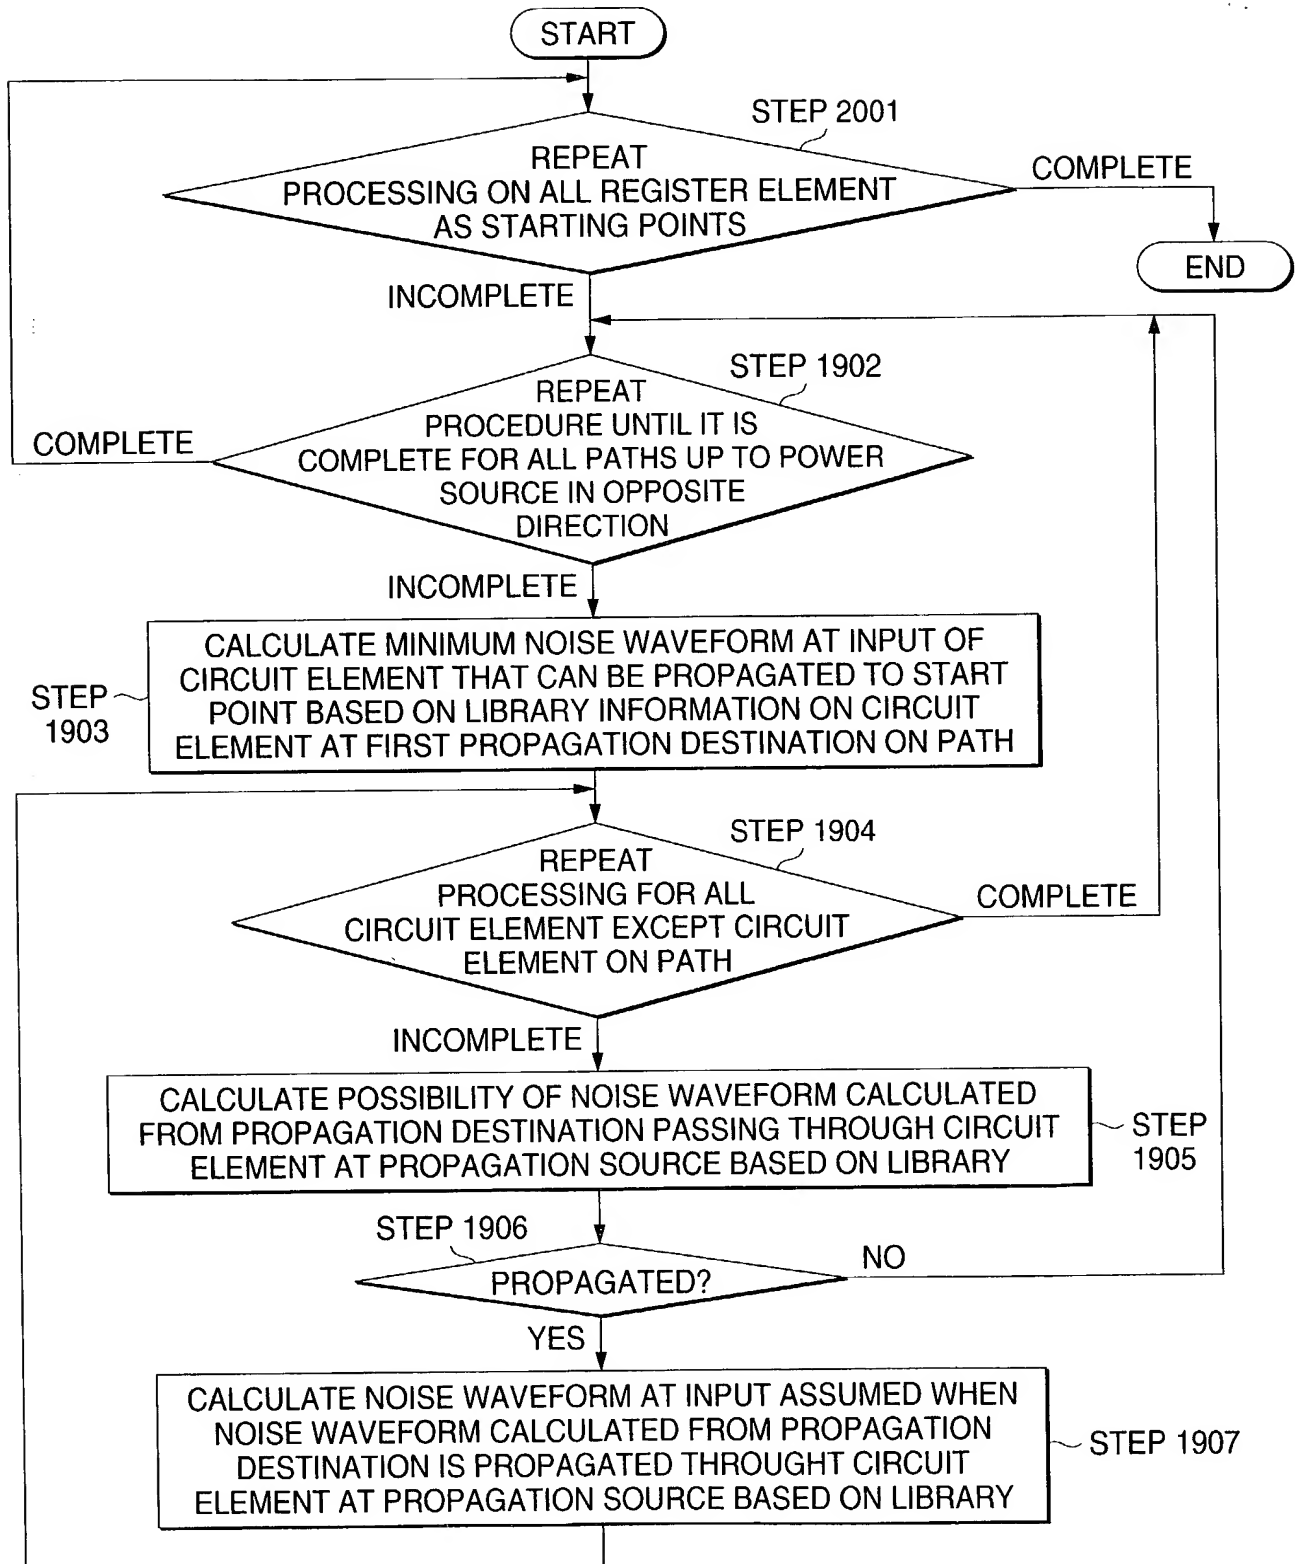 START
STEP 2001
REPEAT
PROCESSING ON ALL REGISTER ELEMENT
AS STARTING POINTS
COMPLETE
END
INCOMPLETE
STEP 1902
REPEAT
PROCEDURE UNTIL IT IS
COMPLETE FOR ALL PATHS UP TO POWER
SOURCE IN OPPOSITE
DIRECTION
COMPLETE
INCOMPLETE
STEP
1903
CALCULATE MINIMUM NOISE WAVEFORM AT INPUT OF
CIRCUIT ELEMENT THAT CAN BE PROPAGATED TO START
POINT BASED ON LIBRARY INFORMATION ON CIRCUIT
ELEMENT AT FIRST PROPAGATION DESTINATION ON PATH
STEP 1904
REPEAT
PROCESSING FOR ALL
CIRCUIT ELEMENT EXCEPT CIRCUIT
ELEMENT ON PATH
COMPLETE
INCOMPLETE
CALCULATE POSSIBILITY OF NOISE WAVEFORM CALCULATED
FROM PROPAGATION DESTINATION PASSING THROUGH CIRCUIT
ELEMENT AT PROPAGATION SOURCE BASED ON LIBRARY
STEP
1905
STEP 1906
PROPAGATED?
NO
YES
CALCULATE NOISE WAVEFORM AT INPUT ASSUMED WHEN
NOISE WAVEFORM CALCULATED FROM PROPAGATION
DESTINATION IS PROPAGATED THROUGHT CIRCUIT
ELEMENT AT PROPAGATION SOURCE BASED ON LIBRARY
STEP 1907